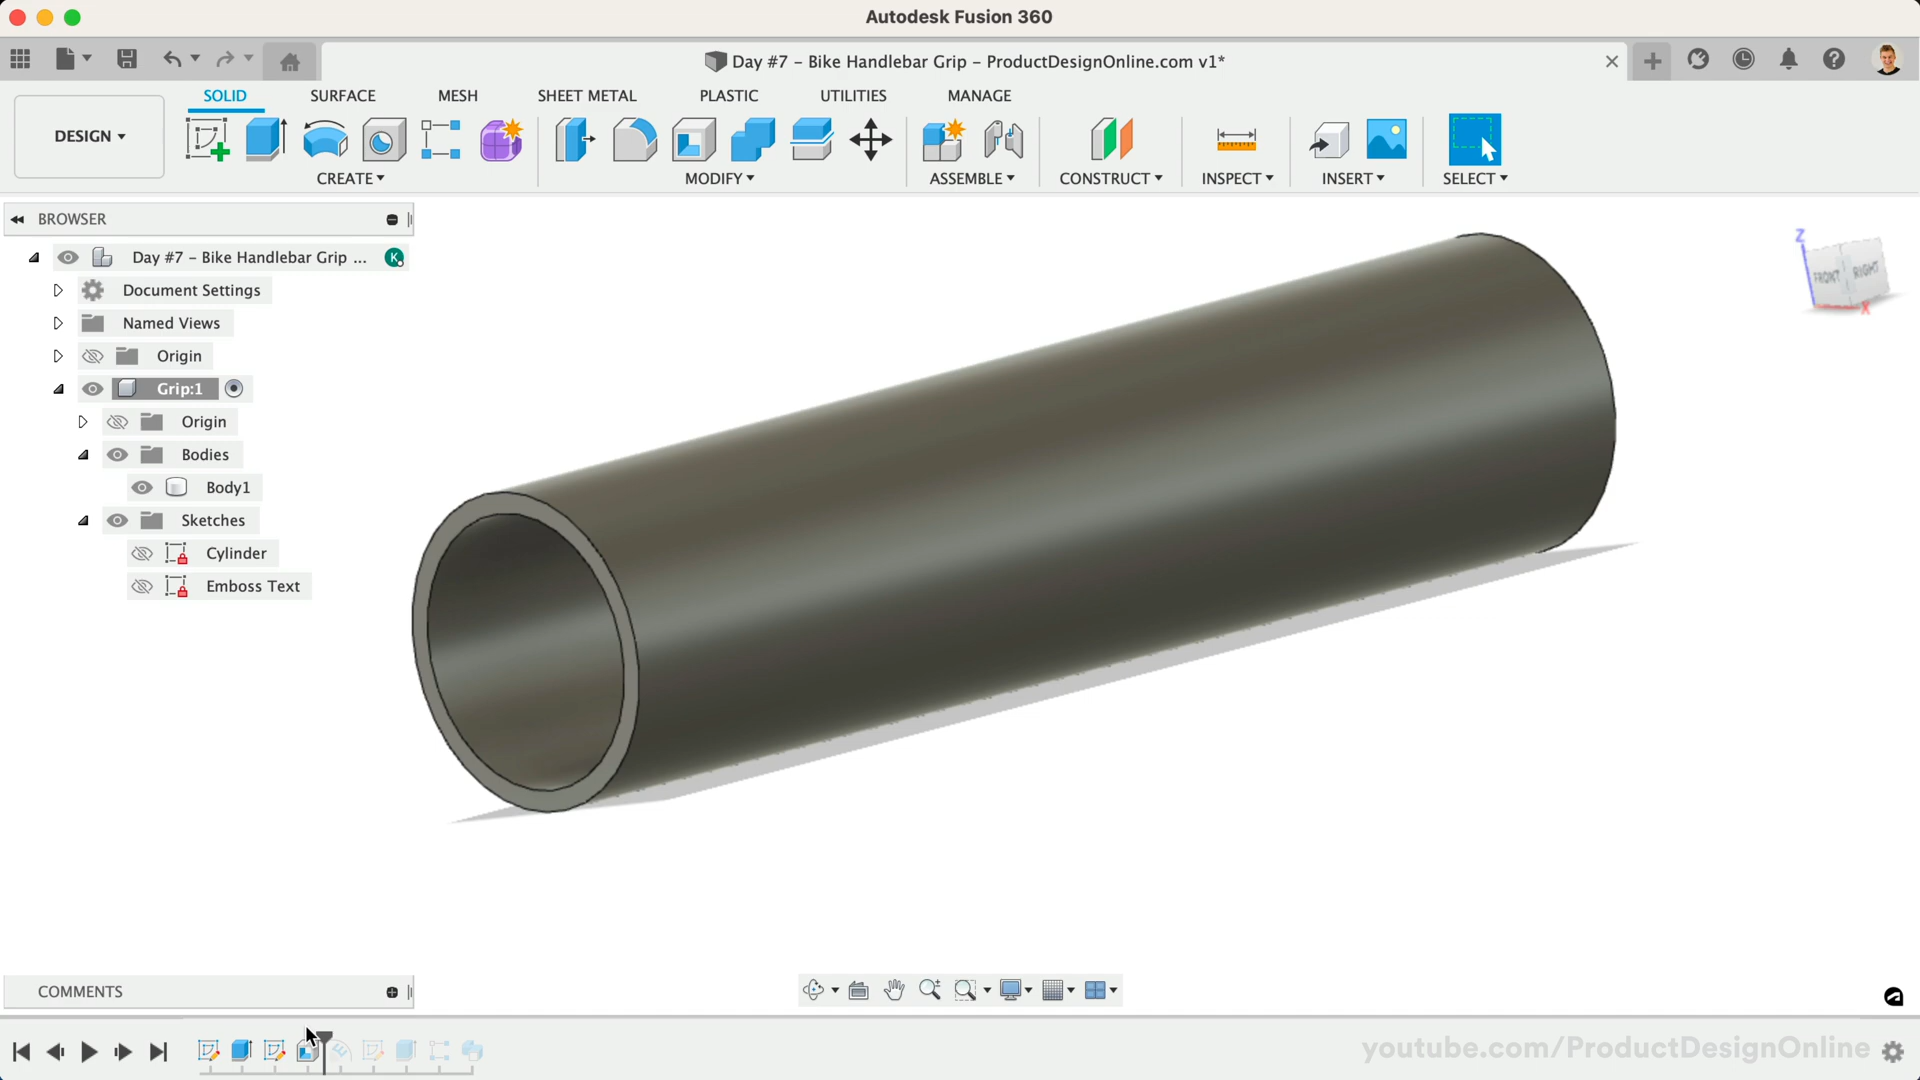 Autodesk Fusion 360
Day #7 – Bike Handlebar Grip – ProductDesignOnline.com v1*
SOLID
SURFACE
MESH
SHEET METAL
PLASTIC
UTILITIES
MANAGE
DESIGN
CREATE
MODIFY
ASSEMBLE
CONSTRUCT
INSPECT
INSERT
SELECT
BROWSER
Day #7 – Bike Handlebar Grip ...
K
Document Settings
Named Views
Origin
Grip:1
Origin
Bodies
Body1
Sketches
Cylinder
Emboss Text
Z
FRONT
RIGHT
X
COMMENTS
youtube.com/ProductDesignOnline